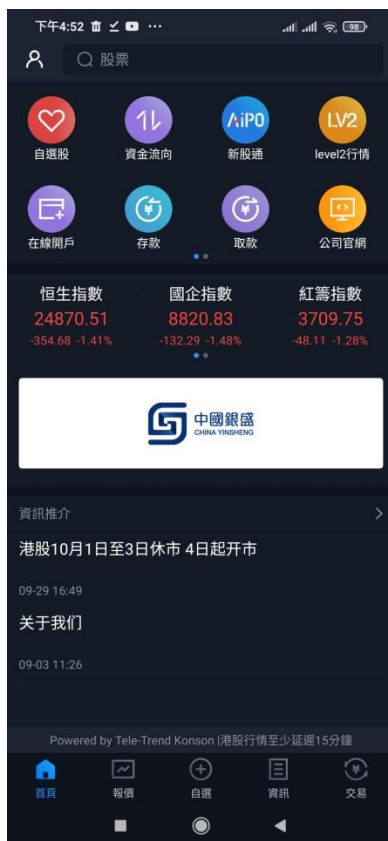 下午4:52
98
股票
自選股 資金流向 新股通 level2行情
AiPO LV2
在線開戶 存款 取款 公司官網
恒生指數 國企指數 紅籌指數
24870.51 8820.83 3709.75
-354.68 -1.41% -132.29 -1.48% -48.11 -1.28%
中國銀盛
CHINA YINSHENG
資訊推介
港股10月1日至3日休市 4日起开市
09-29 16:49
关于我们
09-03 11:26
Powered by Tele-Trend Konson |港股行情至少延遲15分鐘
首頁 報價 自選 資訊 交易